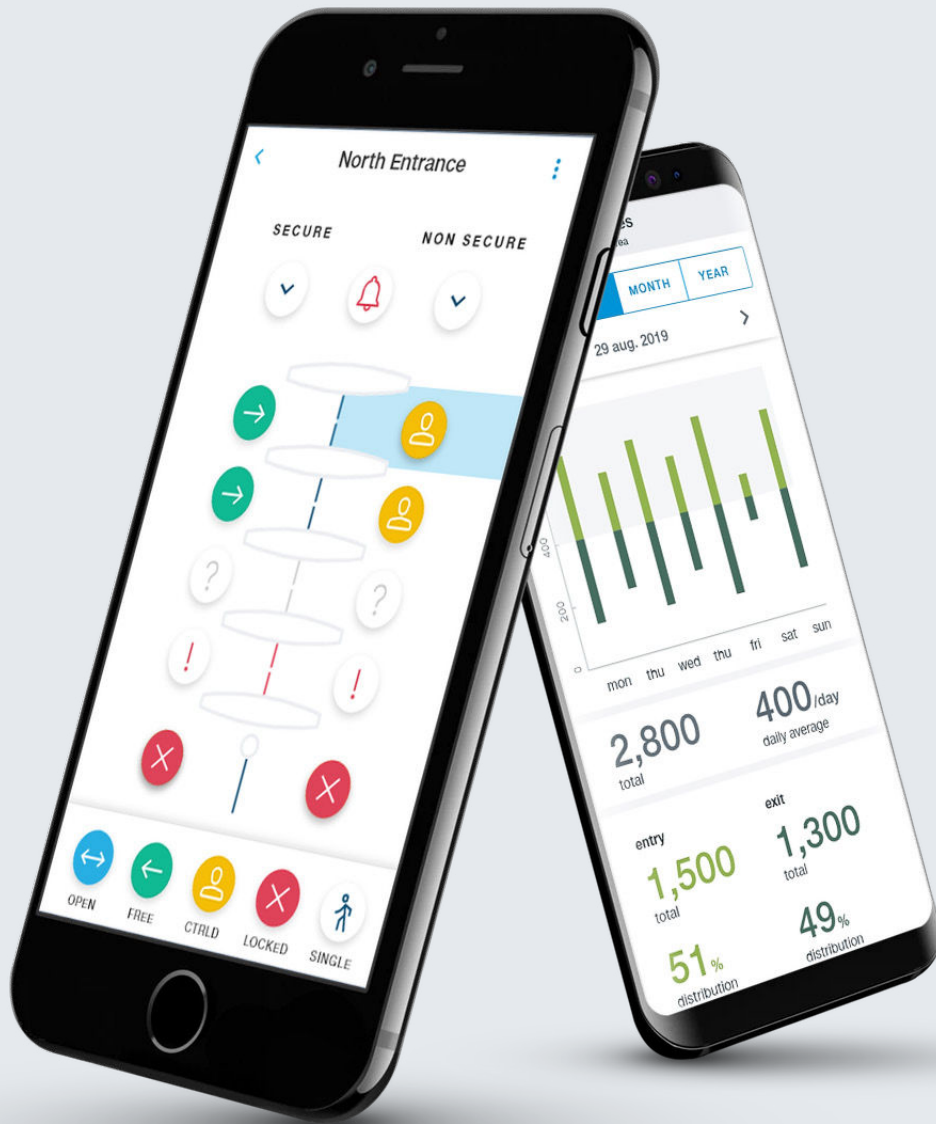 North Entrance
SECURE
NON SECURE
?
?
!
!
OPEN
FREE
CTRLD
LOCKED
SINGLE
es
ea
MONTH
YEAR
29 aug. 2019
400
200
0
mon thu wed thu fri sat sun
2,800
total
400/day
daily average
entry
1,500
total
51%
distribution
exit
1,300
total
49%
distribution